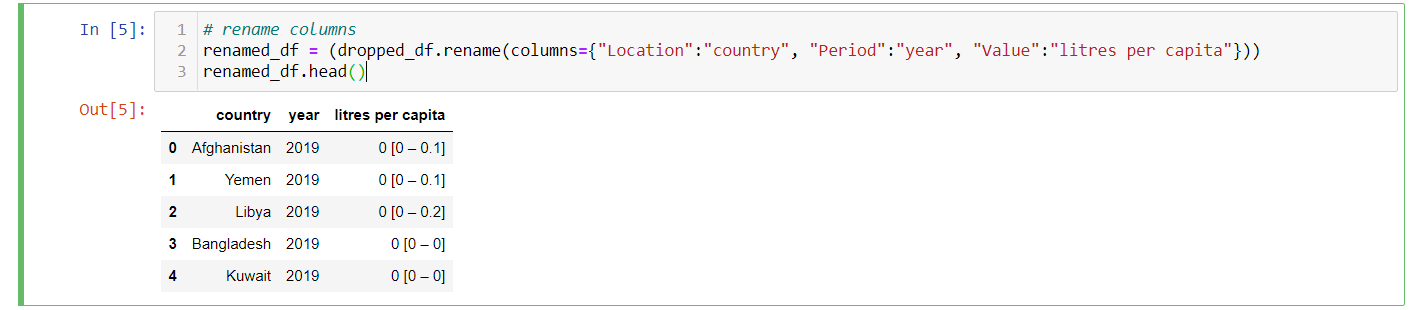 In [5]:
1 # rename columns
2 renamed_df = (dropped_df.rename(columns={"Location":"country", "Period":"year", "Value":"litres per capita"}))
3 renamed_df.head()
Out[5]:
country year litres per capita
0 Afghanistan 2019 0 [0 – 0.1]
1 Yemen 2019 0 [0 – 0.1]
2 Libya 2019 0 [0 – 0.2]
3 Bangladesh 2019 0 [0 – 0]
4 Kuwait 2019 0 [0 – 0]